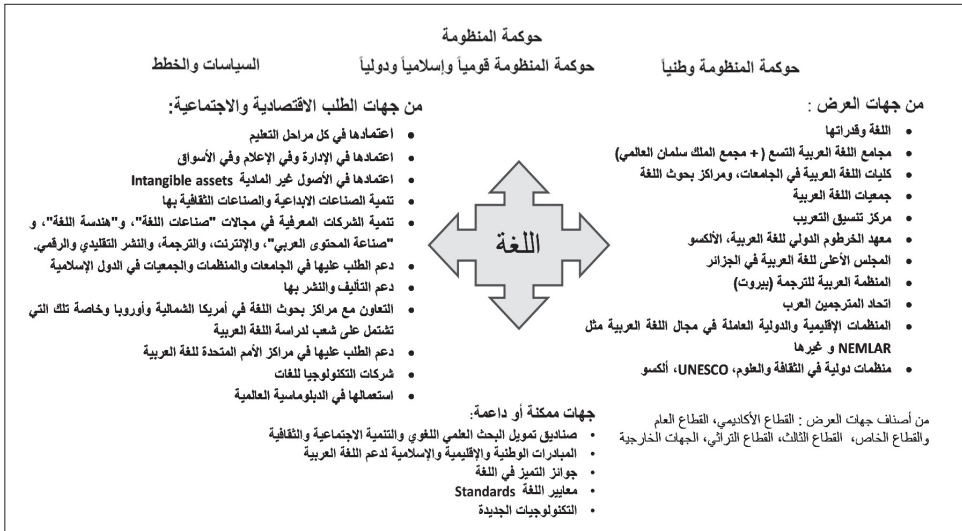 حوكمة المنظومة
حوكمة المنظومة وطنياً
حوكمة المنظومة قومياً وإسلامياً ودولياً
السياسات والخطط
من جهات العرض :
• اللغة وقدراتها
• مجامع اللغة العربية التسع ( + مجمع الملك سلمان العالمي)
• كليات اللغة العربية في الجامعات، ومراكز بحوث اللغة
• جمعيات اللغة العربية
• مركز تنسيق التعريب
• معهد الخرطوم الدولي للغة العربية، الألكسو
• المجلس الأعلى للغة العربية في الجزائر
• المنظمة العربية للترجمة (بيروت)
• اتحاد المترجمين العرب
• المنظمات الإقليمية والدولية العاملة في مجال اللغة العربية مثل
NEMLAR و غيرها
• منظمات دولية في الثقافة والعلوم، UNESCO، ألكسو
من أصناف جهات العرض : القطاع الأكاديمي، القطاع العام
والقطاع الخاص، القطاع الثالث، القطاع التراثي، الجهات الخارجية
اللغة
من جهات الطلب الاقتصادية والاجتماعية:
• اعتمادها في كل مراحل التعليم
• اعتمادها في الإدارة وفي الإعلام وفي الأسواق
• اعتمادها في الأصول غير المادية Intangible assets
• تنمية الصناعات الابداعية والصناعات الثقافية بها
• تنمية الشركات المعرفية في مجالات "صناعات اللغة"، و"هندسة اللغة"، و
"صناعة المحتوى العربي"، والإنترنت، والترجمة، والنشر التقليدي والرقمي.
• دعم الطلب عليها في الجامعات والمنظمات والجمعيات في الدول الإسلامية
• دعم التأليف والنشر بها
• التعاون مع مراكز بحوث اللغة في أمريكا الشمالية وأوروبا وخاصة تلك التي
تشتمل على شعب لدراسة اللغة العربية
• دعم الطلب عليها في مراكز الأمم المتحدة للغة العربية
• شركات التكنولوجيا للغات
• استعمالها في الدبلوماسية العالمية
جهات ممكنة أو داعمة:
• صناديق تمويل البحث العلمي اللغوي والتنمية الاجتماعية والثقافية
• المبادرات الوطنية والإقليمية والإسلامية لدعم اللغة العربية
• جوائز التميز في اللغة
• معايير اللغة Standards
• التكنولوجيات الجديدة